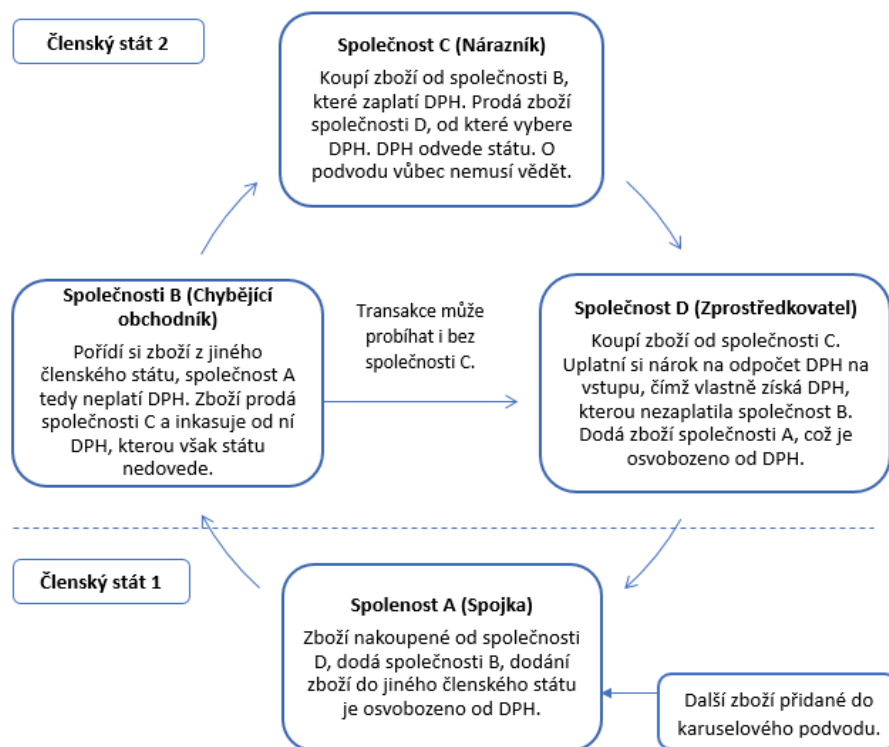 Členský stát 2
Společnost C (Nárazník)
Koupí zboží od společnosti B,
které zaplatí DPH. Prodá zboží
společnosti D, od které vybere
DPH. DPH odvede státu. O
podvodu vůbec nemusí vědět.
Společnosti B (Chybějící
obchodník)
Pořídí si zboží z jiného
členského státu, společnost A
tedy neplatí DPH. Zboží prodá
společnosti C a inkasuje od ní
DPH, kterou však státu
nedovede.
Transakce může
probíhat i bez
společnosti C.
Společnost D (Zprostředkovatel)
Koupí zboží od společnosti C.
Uplatní si nárok na odpočet DPH na
vstupu, čímž vlastně získá DPH,
kterou nezaplatila společnost B.
Dodá zboží společnosti A, což je
osvobozeno od DPH.
Členský stát 1
Spolenost A (Spojka)
Zboží nakoupené od společnosti
D, dodá společnosti B, dodání
zboží do jiného členského státu
je osvobozeno od DPH.
Další zboží přidané do
karuselového podvodu.